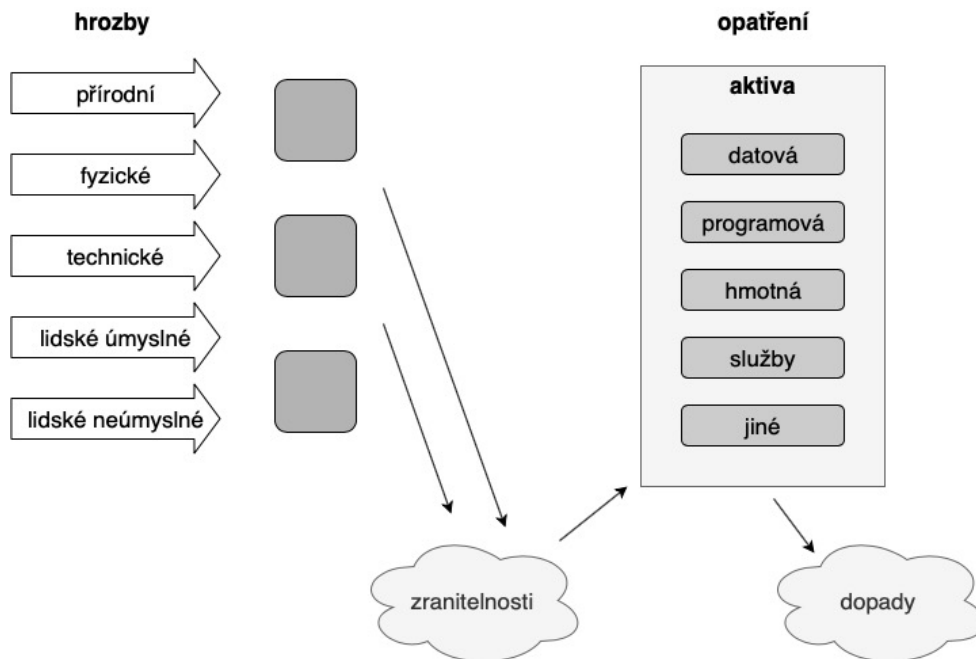 hrozby
přírodní
fyzické
technické
lidské úmyslné
lidské neúmyslné
zranitelnosti
opatření
aktiva
datová
programová
hmotná
služby
jiné
dopady